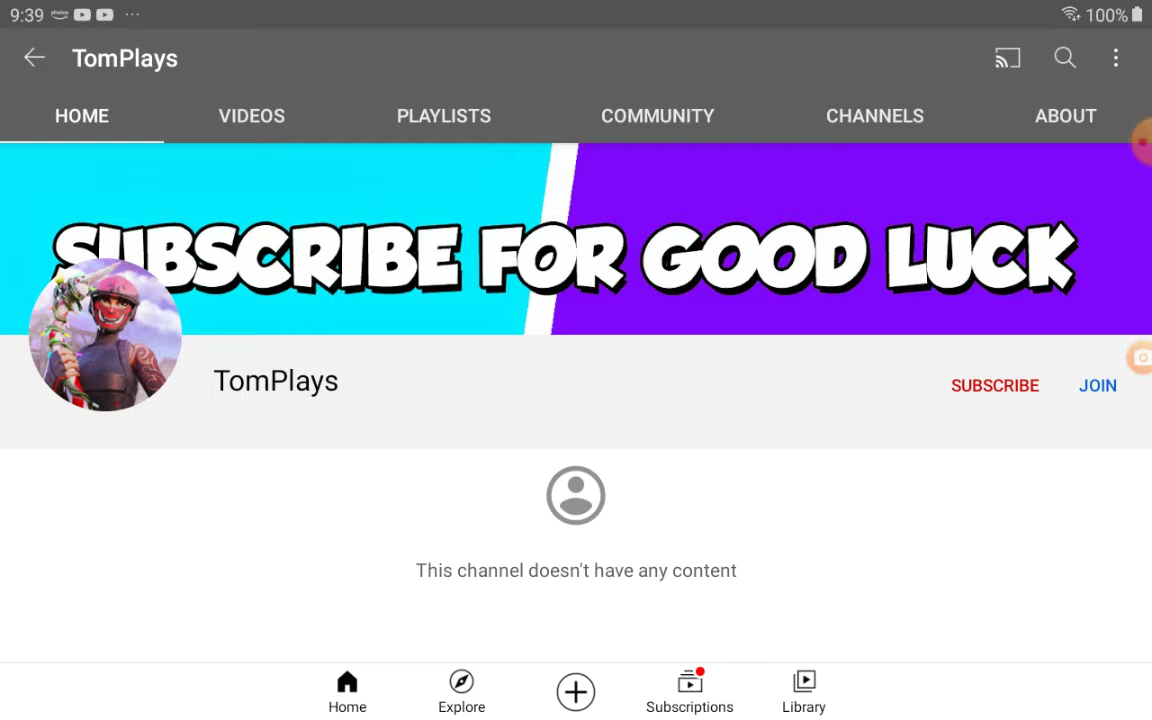 9:39
100%
TomPlays
HOME VIDEOS PLAYLISTS COMMUNITY CHANNELS ABOUT
SUBSCRIBE FOR GOOD LUCK
TomPlays
SUBSCRIBE JOIN
This channel doesn't have any content
Home Explore Subscriptions Library